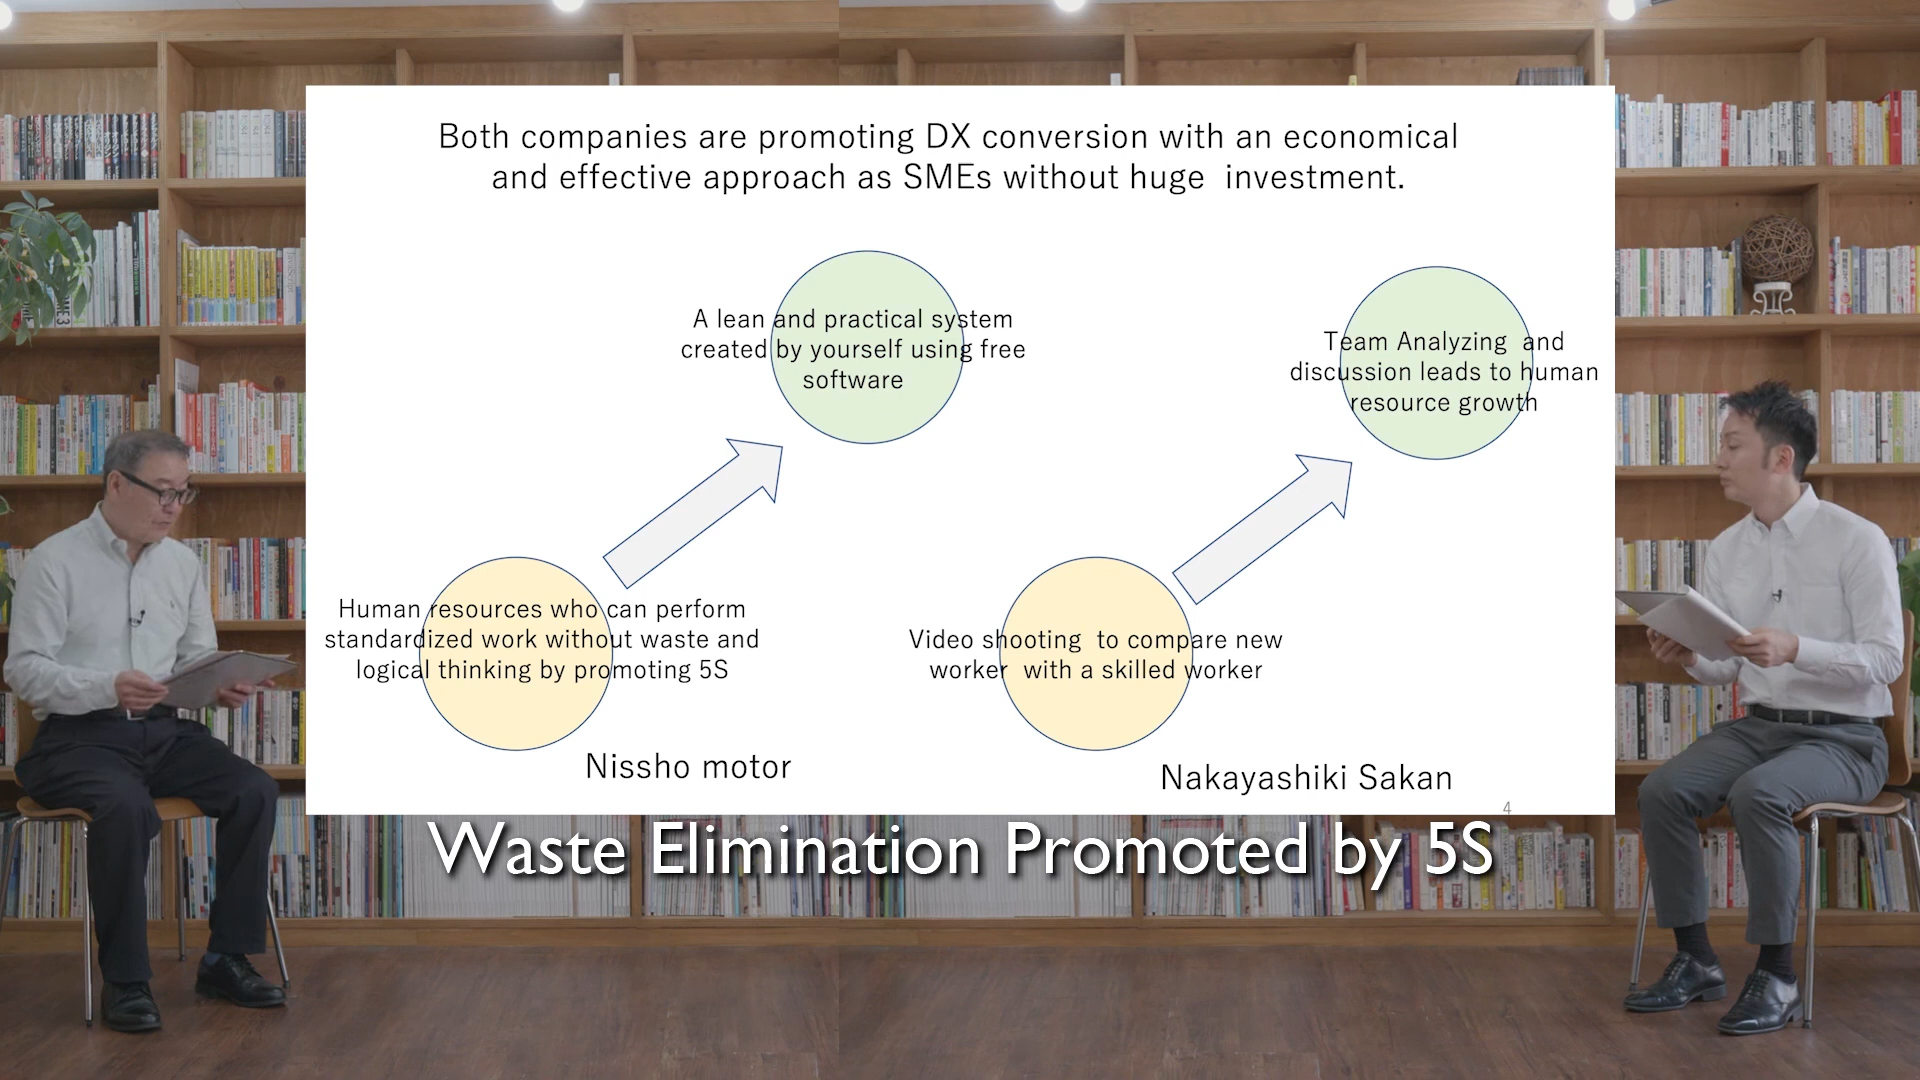 Both companies are promoting DX conversion with an economical
and effective approach as SMEs without huge  investment.
A lean and practical system
created by yourself using free
software
Team Analyzing  and
discussion leads to human
resource growth
Human resources who can perform
standardized work without waste and
logical thinking by promoting 5S
Video shooting  to compare new
worker  with a skilled worker
Nissho motor
Nakayashiki Sakan
4
Waste Elimination Promoted by 5S